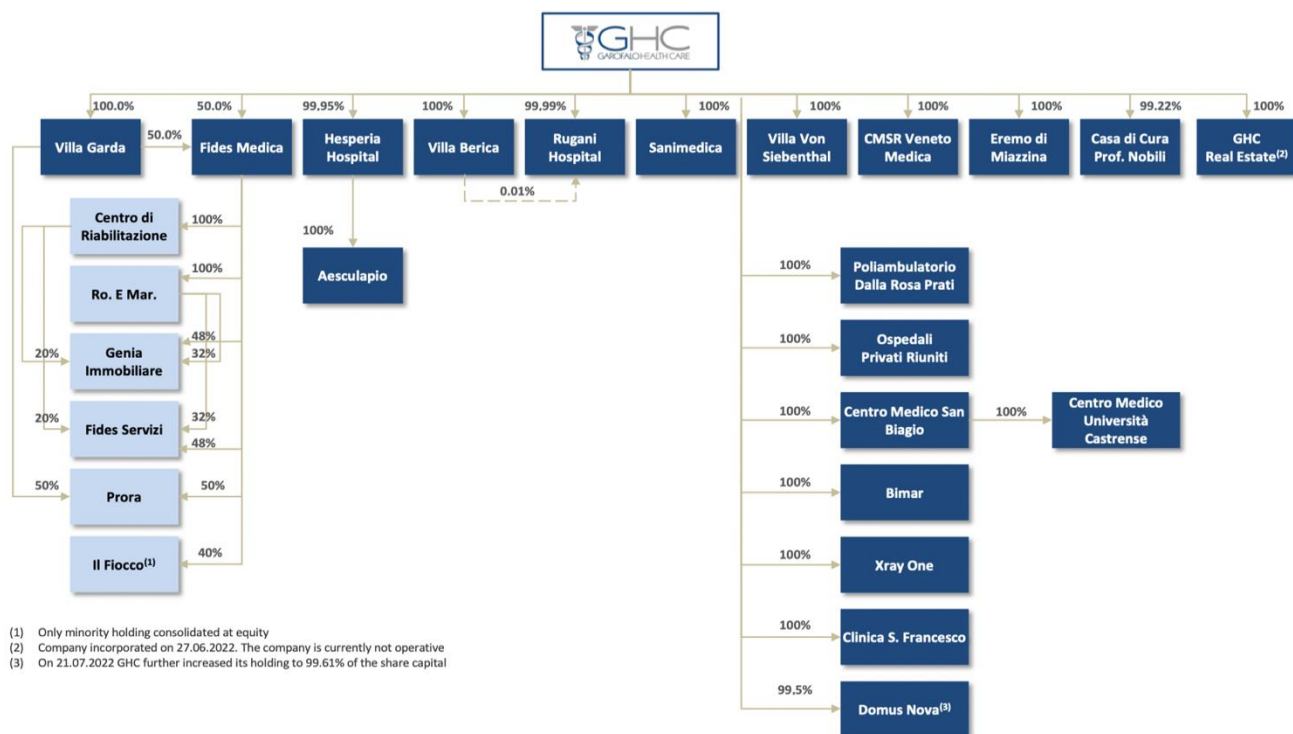 GHC
GAROFALO HEALTH CARE
100.0%
50.0%
99,95%
100%
99,99%
100%
100%
100%
100%
99.22%
100%
Villa Garda
50.0%
Fides Medica
Hesperia
Hospital
Villa Berica
Rugani
Hospital
Sanimedica
Villa Von
Siebenthal
CMSR Veneto
Medica
Eremo di
Miazzina
Casa di Cura
Prof. Nobili
GHC
Real Estate(2)
0.01%
Centro di
Riabilitazione
100%
100%
Aesculapio
100%
Ro. E Mar.
20%
Genia
Immobiliare
48%
32%
20%
Fides Servizi
32%
48%
50%
Prora
50%
Il Fiocco(1)
40%
100%
Poliambulatorio
Dalla Rosa Prati
100%
Ospedali
Privati Riuniti
100%
Centro Medico San
Biagio
100%
Centro Medico
Università
Castrense
100%
Bimar
100%
Xray One
100%
Clinica S. Francesco
99.5%
Domus Nova(3)
(1) Only minority holding consolidated at equity
(2) Company incorporated on 27.06.2022. The company is currently not operative
(3) On 21.07.2022 GHC further increased its holding to 99.61% of the share capital